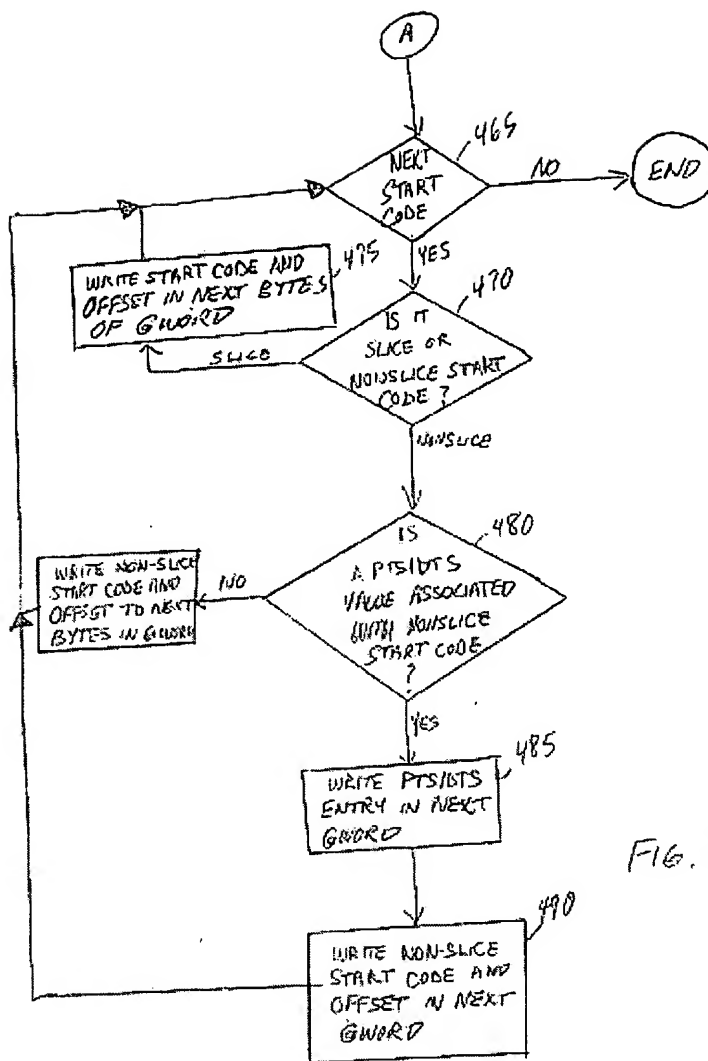 A
465
NEXT
START
CODE
NO
END
YES
475
WRITE START CODE AND
OFFSET IN NEXT BYTES
OF GWORD
470
IS IT
SLICE OR
NONSLICE START
CODE?
SLICE
NONSLICE
480
IS
A PTS/DTS
VALUE ASSOCIATED
WITH NONSLICE
START CODE
?
NO
WRITE NON-SLICE
START CODE AND
OFFSET TO NEXT
BYTES IN GWORD
YES
485
WRITE PTS/DTS
ENTRY IN NEXT
GWORD
FIG.
490
WRITE NON-SLICE
START CODE AND
OFFSET IN NEXT
GWORD